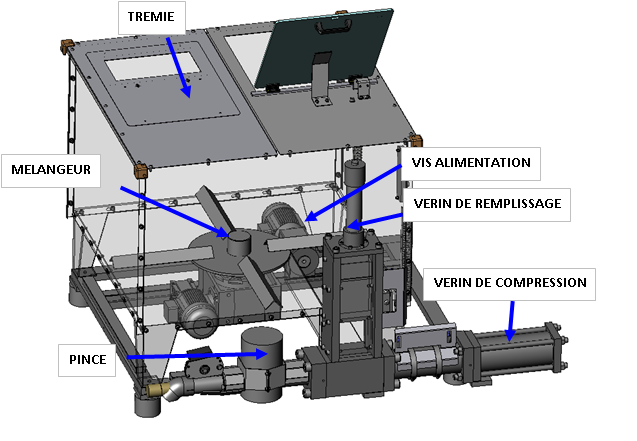 TREMIE
MELANGEUR
VIS ALIMENTATION
VERIN DE REMPLISSAGE
VERIN DE COMPRESSION
PINCE